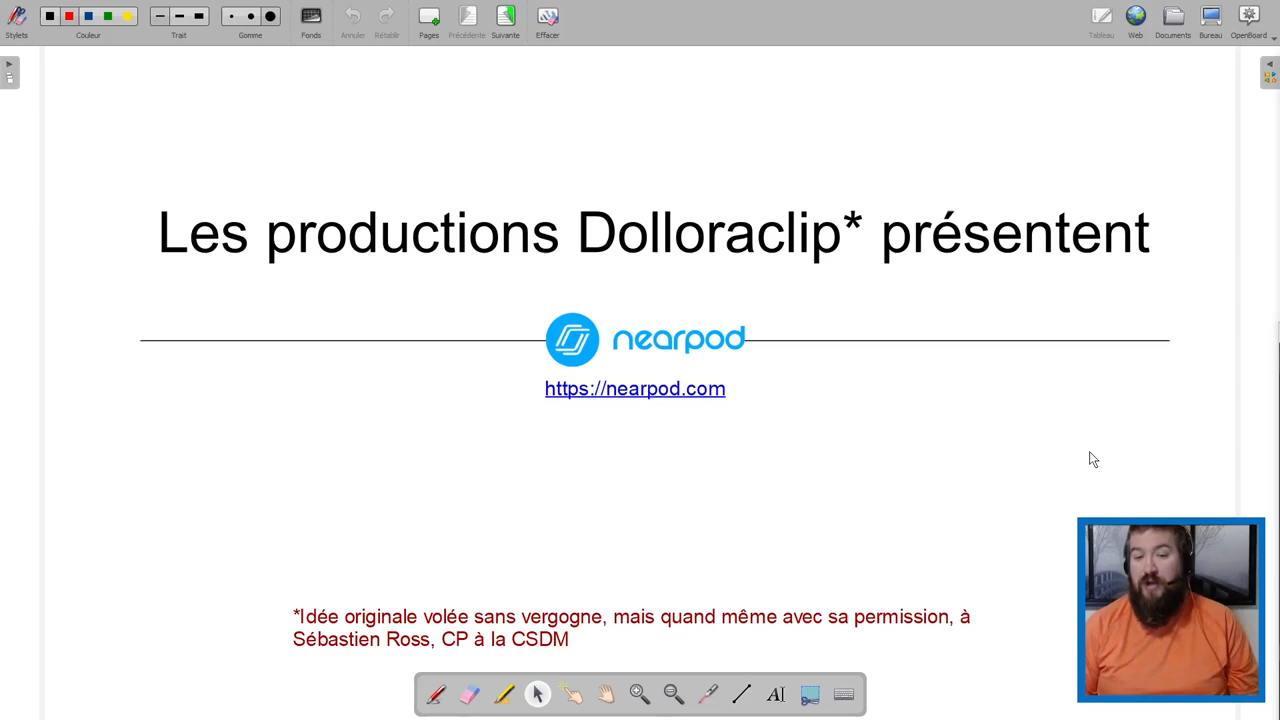 Stylets
Couleur
Trait
Gomme
Fonds
Annuler
Rétablir
Pages
Précédente
Suivante
Effacer
Tableau
Web
Documents
Bureau
OpenBoard
Les productions Dolloraclip* présentent
nearpod
https://nearpod.com
*Idée originale volée sans vergogne, mais quand même avec sa permission, à
Sébastien Ross, CP à la CSDM
AI